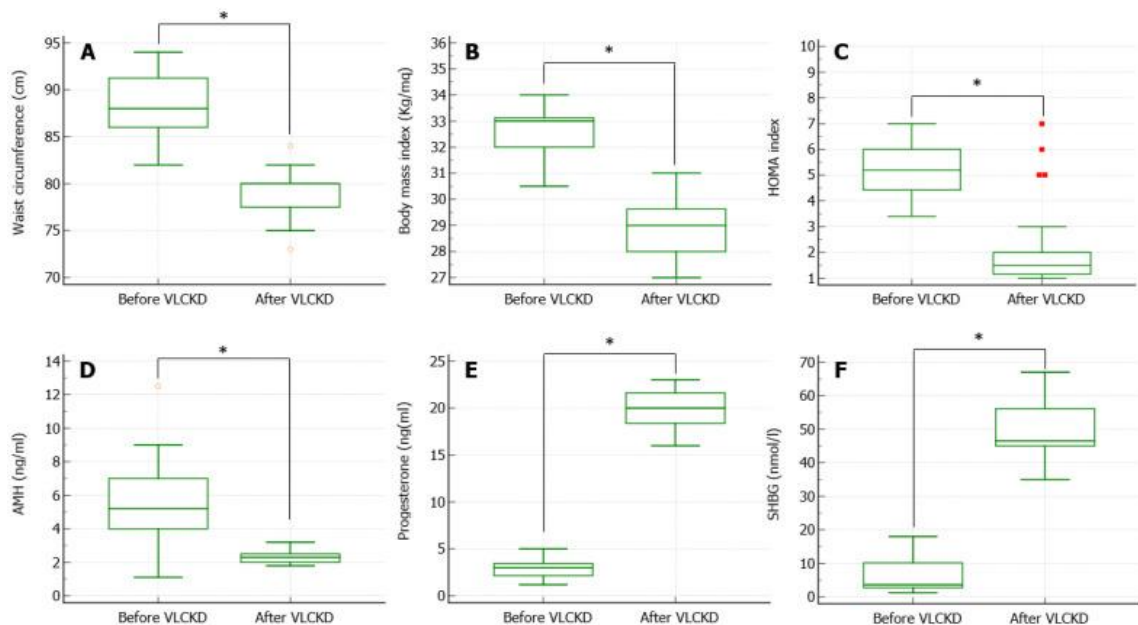 A
*
Waist circumference (cm)
95
90
85
80
75
70
Before VLCKD
After VLCKD
B
*
Body mass index (Kg/mq)
36
35
34
33
32
31
30
29
28
27
Before VLCKD
After VLCKD
C
*
HOMA index
10
9
8
7
6
5
4
3
2
1
Before VLCKD
After VLCKD
D
*
AMH (ng/ml)
14
12
10
8
6
4
2
0
Before VLCKD
After VLCKD
E
*
Progesterone (ng(ml)
25
20
15
10
5
0
Before VLCKD
After VLCKD
F
*
SHBG (nmol/l)
70
60
50
40
30
20
10
0
Before VLCKD
After VLCKD